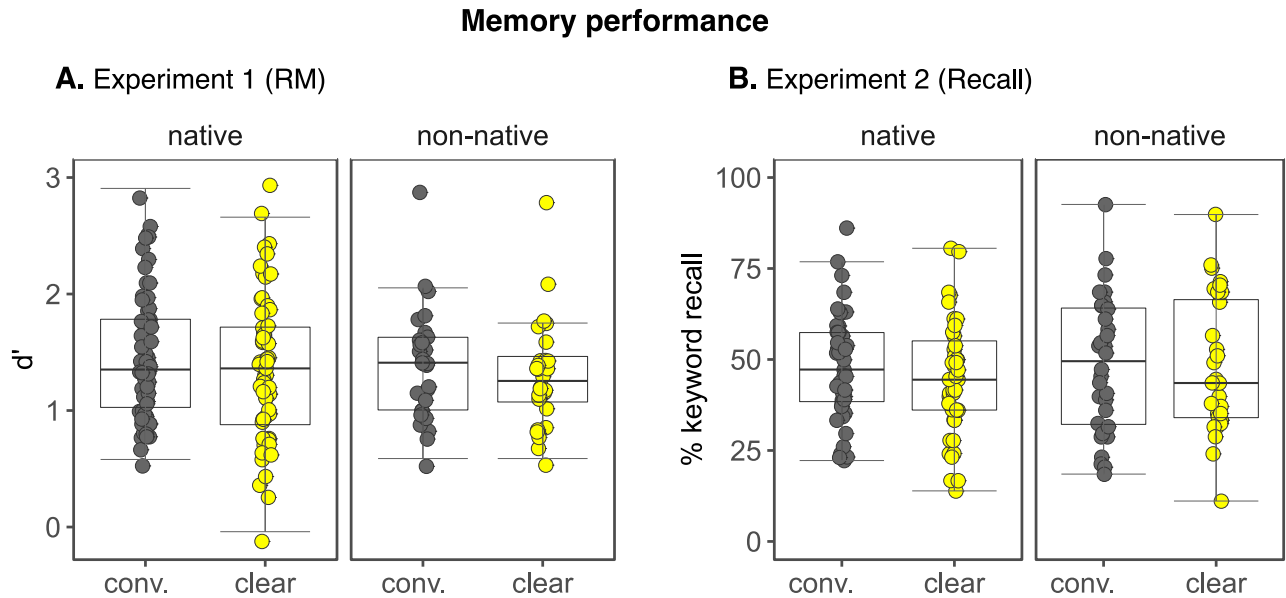 Memory performance
A. Experiment 1 (RM)
native
non-native
d'
3
2
1
0
conv.
clear
conv.
clear
B. Experiment 2 (Recall)
native
non-native
% keyword recall
100
75
50
25
0
conv.
clear
conv.
clear